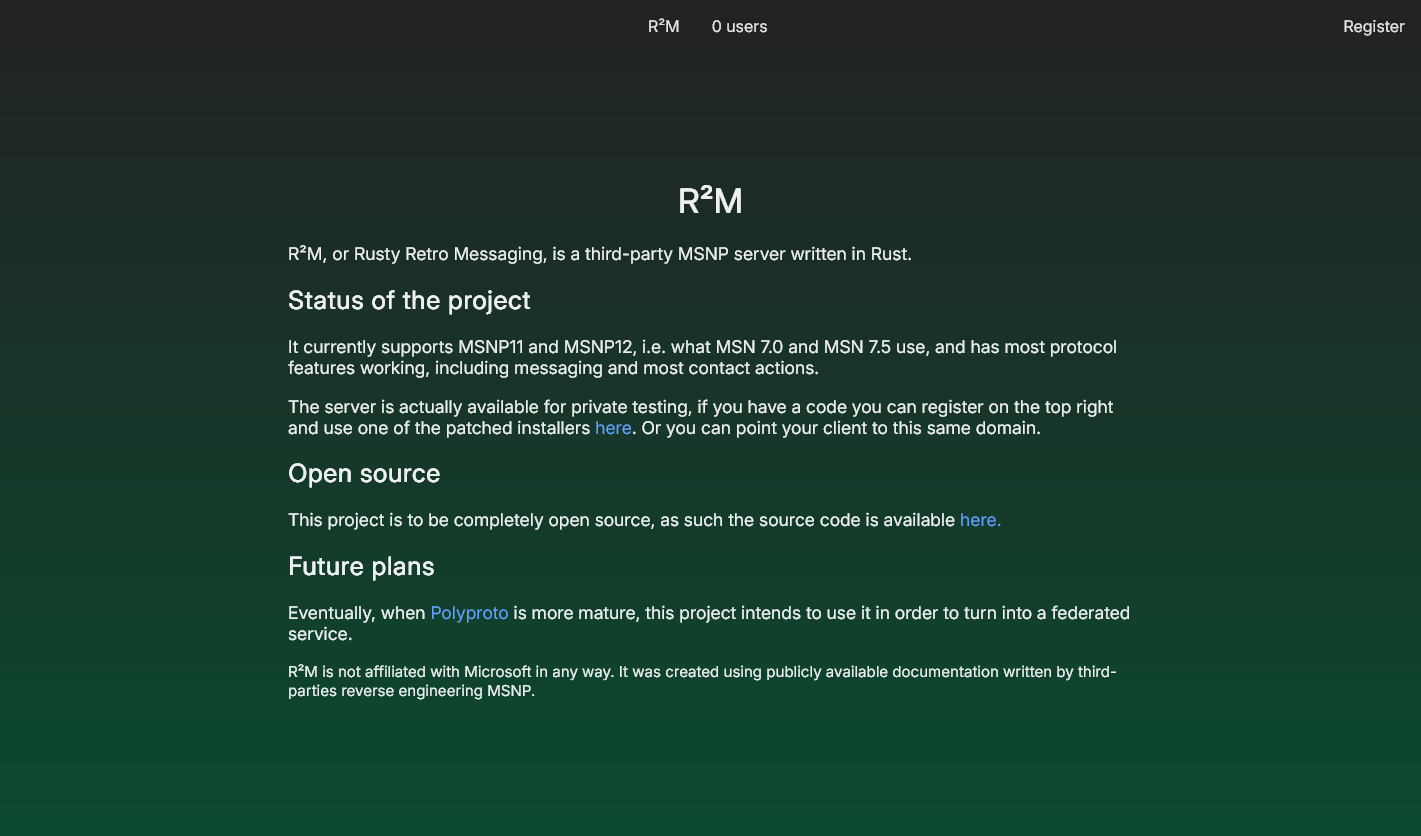 R²M 0 users Register
R²M
R²M, or Rusty Retro Messaging, is a third-party MSNP server written in Rust.
Status of the project
It currently supports MSNP11 and MSNP12, i.e. what MSN 7.0 and MSN 7.5 use, and has most protocol
features working, including messaging and most contact actions.
The server is actually available for private testing, if you have a code you can register on the top right
and use one of the patched installers here. Or you can point your client to this same domain.
Open source
This project is to be completely open source, as such the source code is available here.
Future plans
Eventually, when Polyproto is more mature, this project intends to use it in order to turn into a federated
service.
R²M is not affiliated with Microsoft in any way. It was created using publicly available documentation written by third-
parties reverse engineering MSNP.